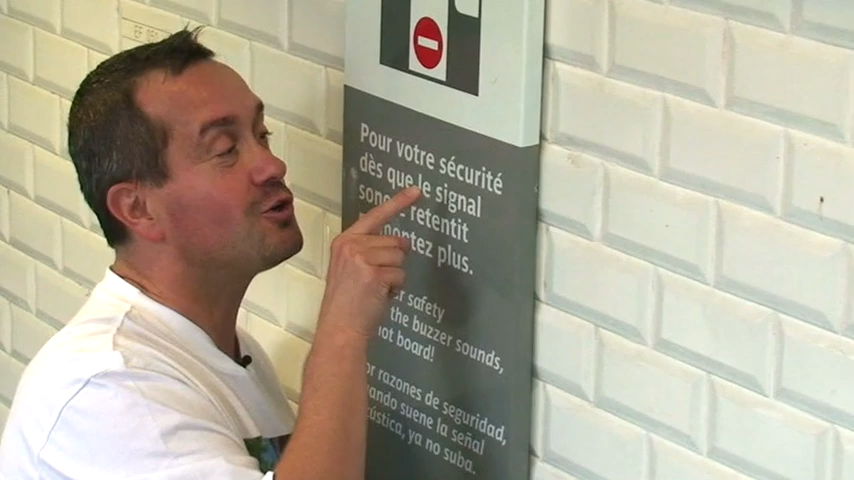 Pour votre sécurité
dès que le signal
retentit
plus.
safety
the buzzer sounds,
not board!
razones de seguridad,
suene la señal
ya no suba.